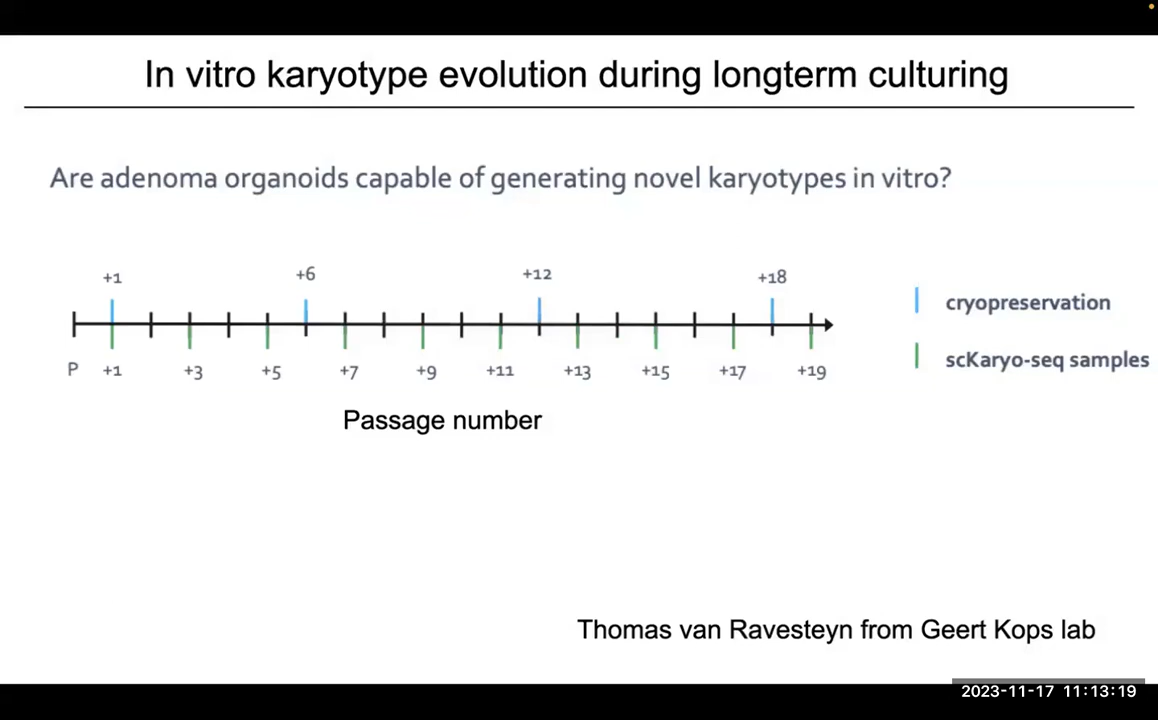 In vitro karyotype evolution during longterm culturing
Are adenoma organoids capable of generating novel karyotypes in vitro?
+1 +6 +12 +18
cryopreservation
scKaryo-seq samples
P +1 +3 +5 +7 +9 +11 +13 +15 +17 +19
Passage number
Thomas van Ravesteyn from Geert Kops lab
2023-11-17 11:13:19